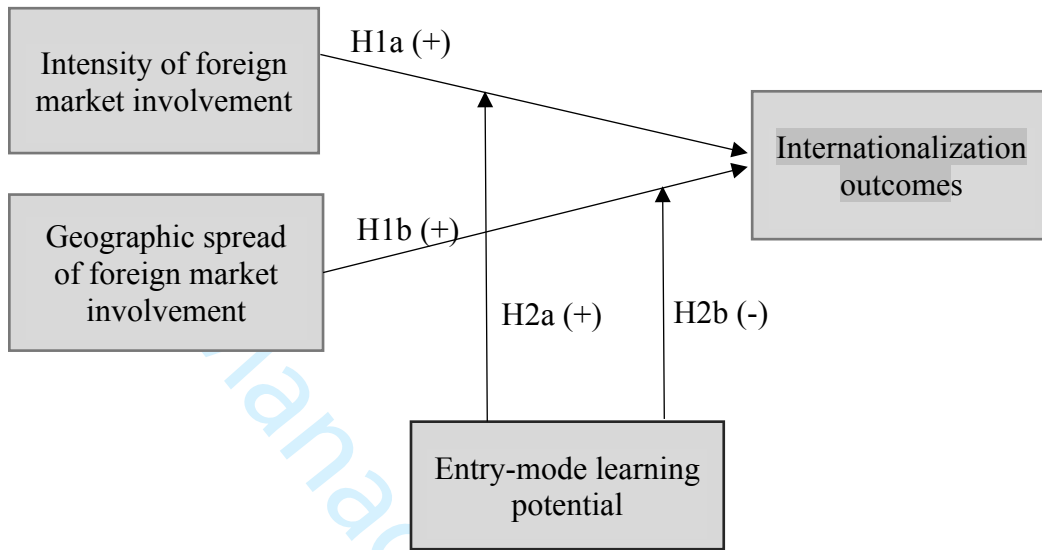 H1a (+)
Intensity of foreign
market involvement
Internationalization
outcomes
Geographic spread
of foreign market
involvement
H1b (+)
H2a (+)
H2b (-)
Entry-mode learning
potential